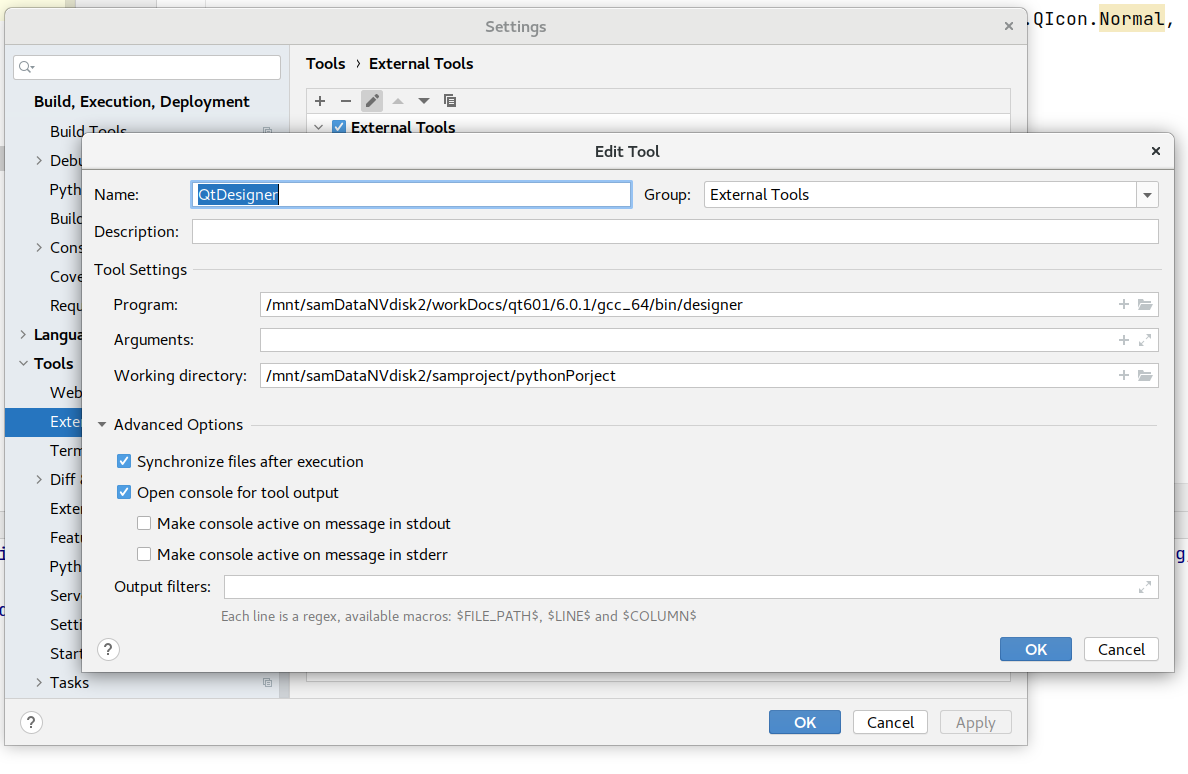 .QIcon.Normal,
Settings
Tools › External Tools
Build, Execution, Deployment
Build Tools
External Tools
Edit Tool
Debu
Name: QtDesigner Group: External Tools
Pyth
Build
Description:
Cons
Tool Settings
Cove
Program: /mnt/samDataNVdisk2/workDocs/qt601/6.0.1/gcc_64/bin/designer
Requ
Arguments:
Langua
Tools
Working directory: /mnt/samDataNVdisk2/samproject/pythonPorject
Web
Exter
Advanced Options
Term
Synchronize files after execution
Diff &
Open console for tool output
Exter
Make console active on message in stdout
Featu
Make console active on message in stderr
Pyth
Output filters:
Serv
Each line is a regex, available macros: $FILE_PATH$, $LINE$ and $COLUMN$
Setti
Start
? OK Cancel
Tasks
? OK Cancel Apply